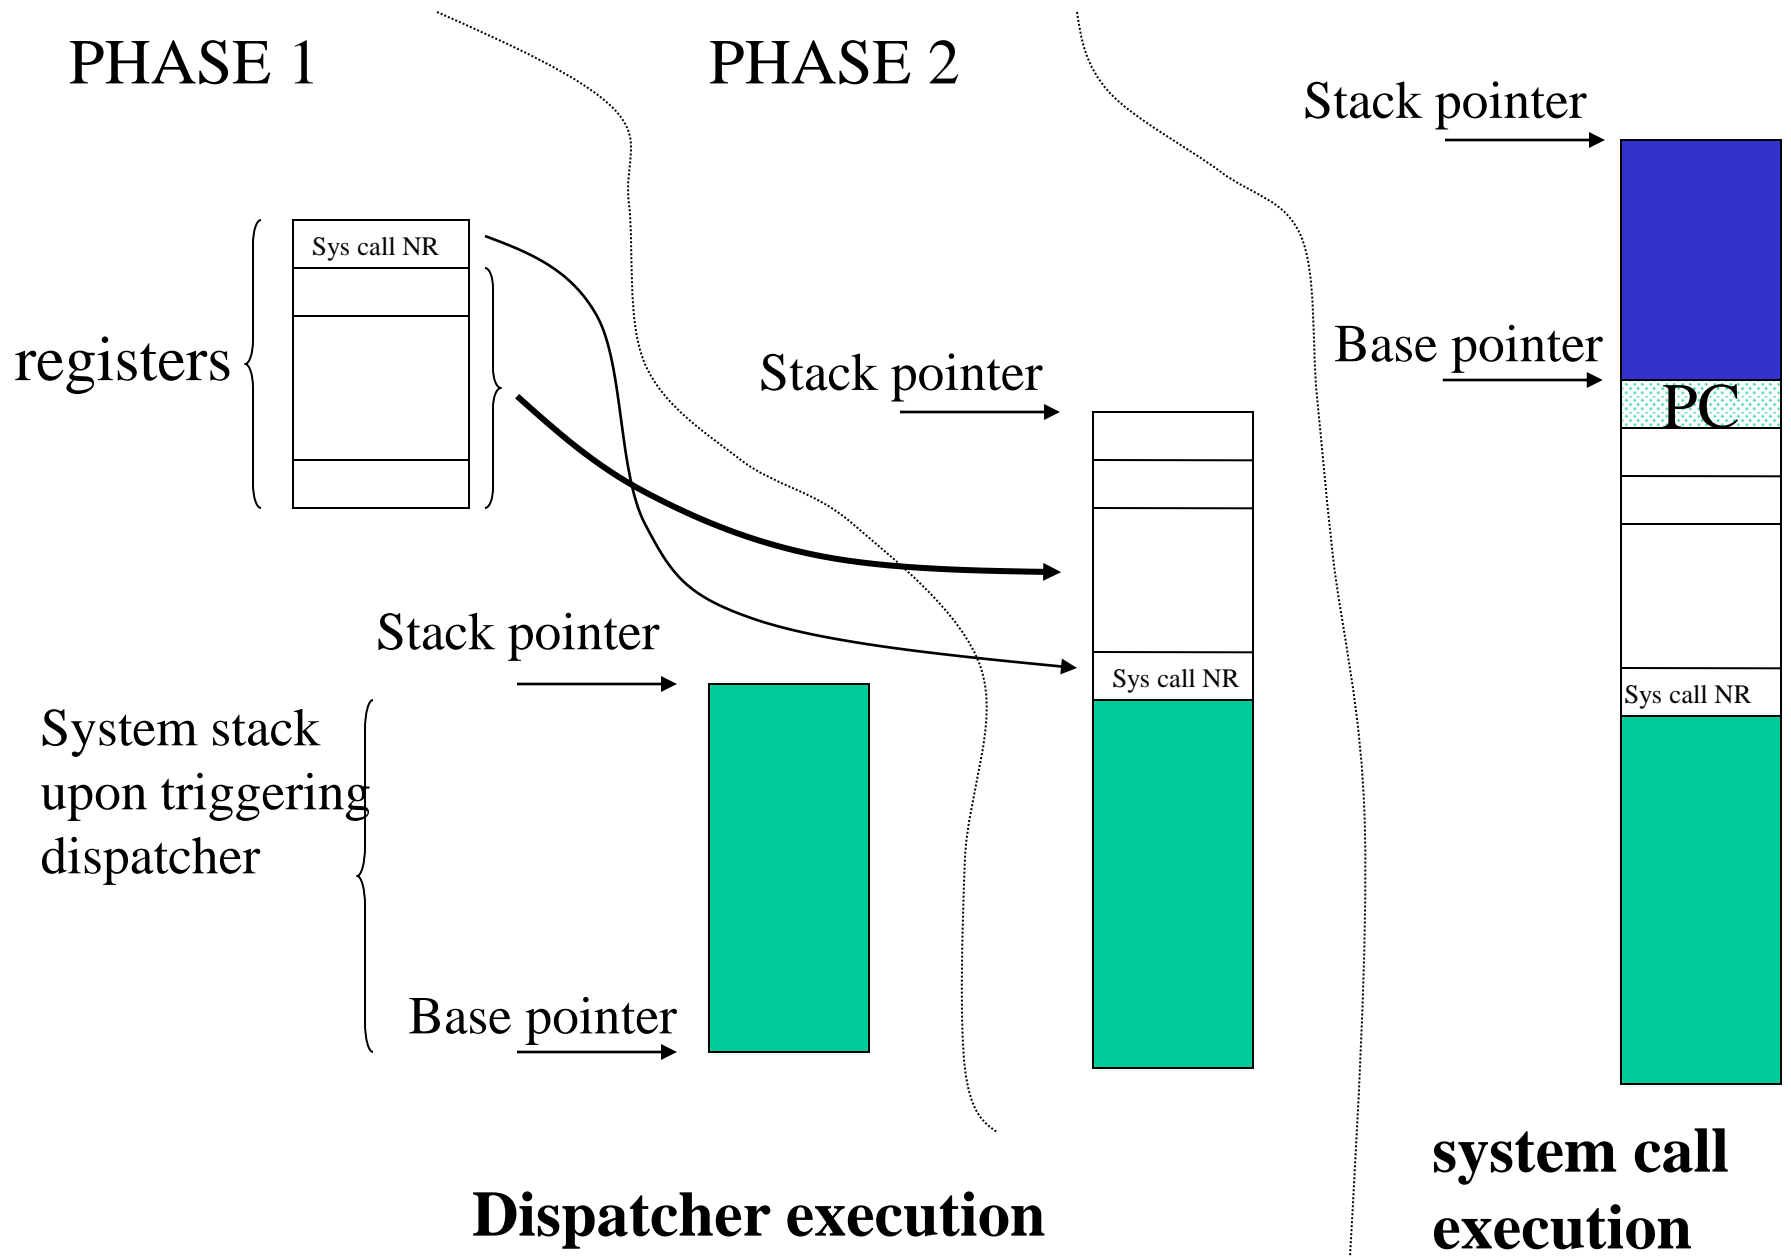 PHASE 1
PHASE 2
Stack pointer
Sys call NR
registers
Base pointer
Stack pointer
PC
Stack pointer
Sys call NR
Sys call NR
System stack
upon triggering
dispatcher
Base pointer
system call
execution
Dispatcher execution